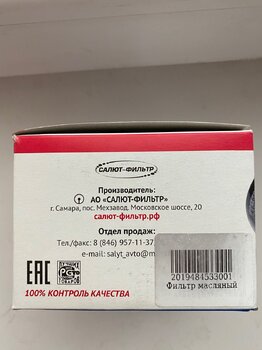 САЛЮТ-ФИЛЬТР
Производитель:
АО «САЛЮТ-ФИЛЬТР»
г. Самара, пос. Мехзавод, Московское шоссе, 20
салют-фильтр.рф
Отдел продаж:
Тел./факс: 8 (846) 957-11-37
e-mail: salyt_avto@m
2019484533001
Фильтр масляный
EAC
100% КОНТРОЛЬ КАЧЕСТВА